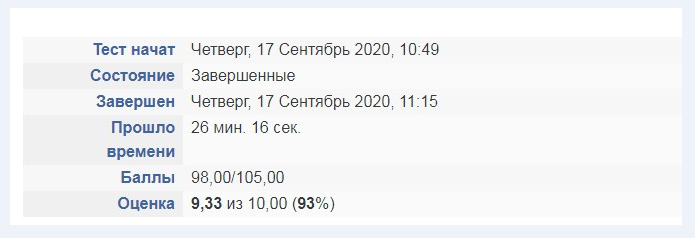 Тест начат Четверг, 17 Сентябрь 2020, 10:49
Состояние Завершенные
Завершен Четверг, 17 Сентябрь 2020, 11:15
Прошло 26 мин. 16 сек.
времени
Баллы 98,00/105,00
Оценка 9,33 из 10,00 (93%)